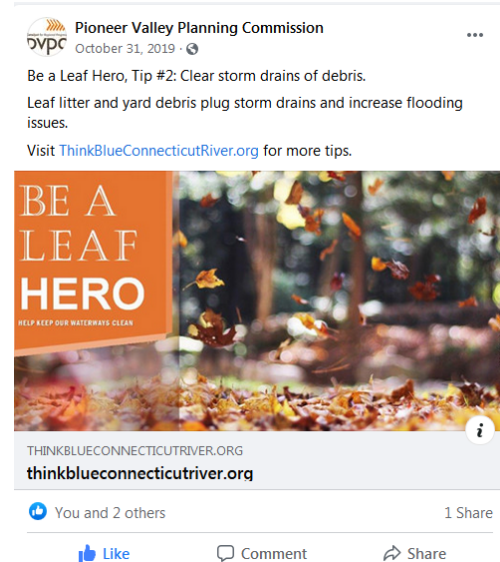 pvpc
Pioneer Valley Planning Commission
October 31, 2019 ·
Be a Leaf Hero, Tip #2: Clear storm drains of debris.
Leaf litter and yard debris plug storm drains and increase flooding
issues.
Visit ThinkBlueConnecticutRiver.org for more tips.
BE A
LEAF
HERO
HELP KEEP OUR WATERWAYS CLEAN
i
THINKBLUECONNECTICUTRIVER.ORG
thinkblueconnecticutriver.org
You and 2 others 1 Share
Like Comment Share